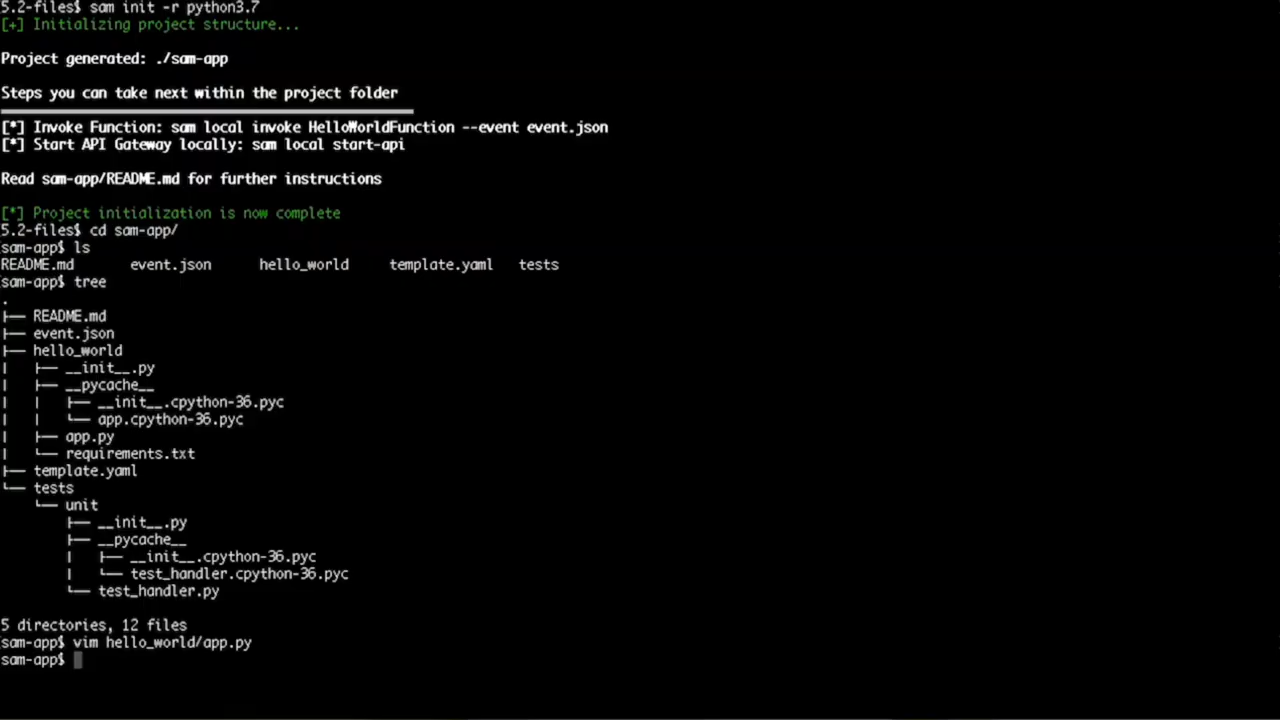 5.2-files$ sam init -r python3.7
[+] Initializing project structure...
Project generated: ./sam-app
Steps you can take next within the project folder
[*] Invoke Function: sam local invoke HelloWorldFunction --event event.json
[*] Start API Gateway locally: sam local start-api
Read sam-app/README.md for further instructions
[*] Project initialization is now complete
5.2-files$ cd sam-app/
[sam-app$ ls
README.md       event.json      hello_world     template.yaml   tests
[sam-app$ tree
.
├── README.md
├── event.json
├── hello_world
│   ├── __init__.py
│   ├── __pycache__
│   │   ├── __init__.cpython-36.pyc
│   │   └── app.cpython-36.pyc
│   ├── app.py
│   └── requirements.txt
├── template.yaml
└── tests
    └── unit
        ├── __init__.py
        ├── __pycache__
        │   ├── __init__.cpython-36.pyc
        │   └── test_handler.cpython-36.pyc
        └── test_handler.py
5 directories, 12 files
[sam-app$ vim hello_world/app.py
sam-app$